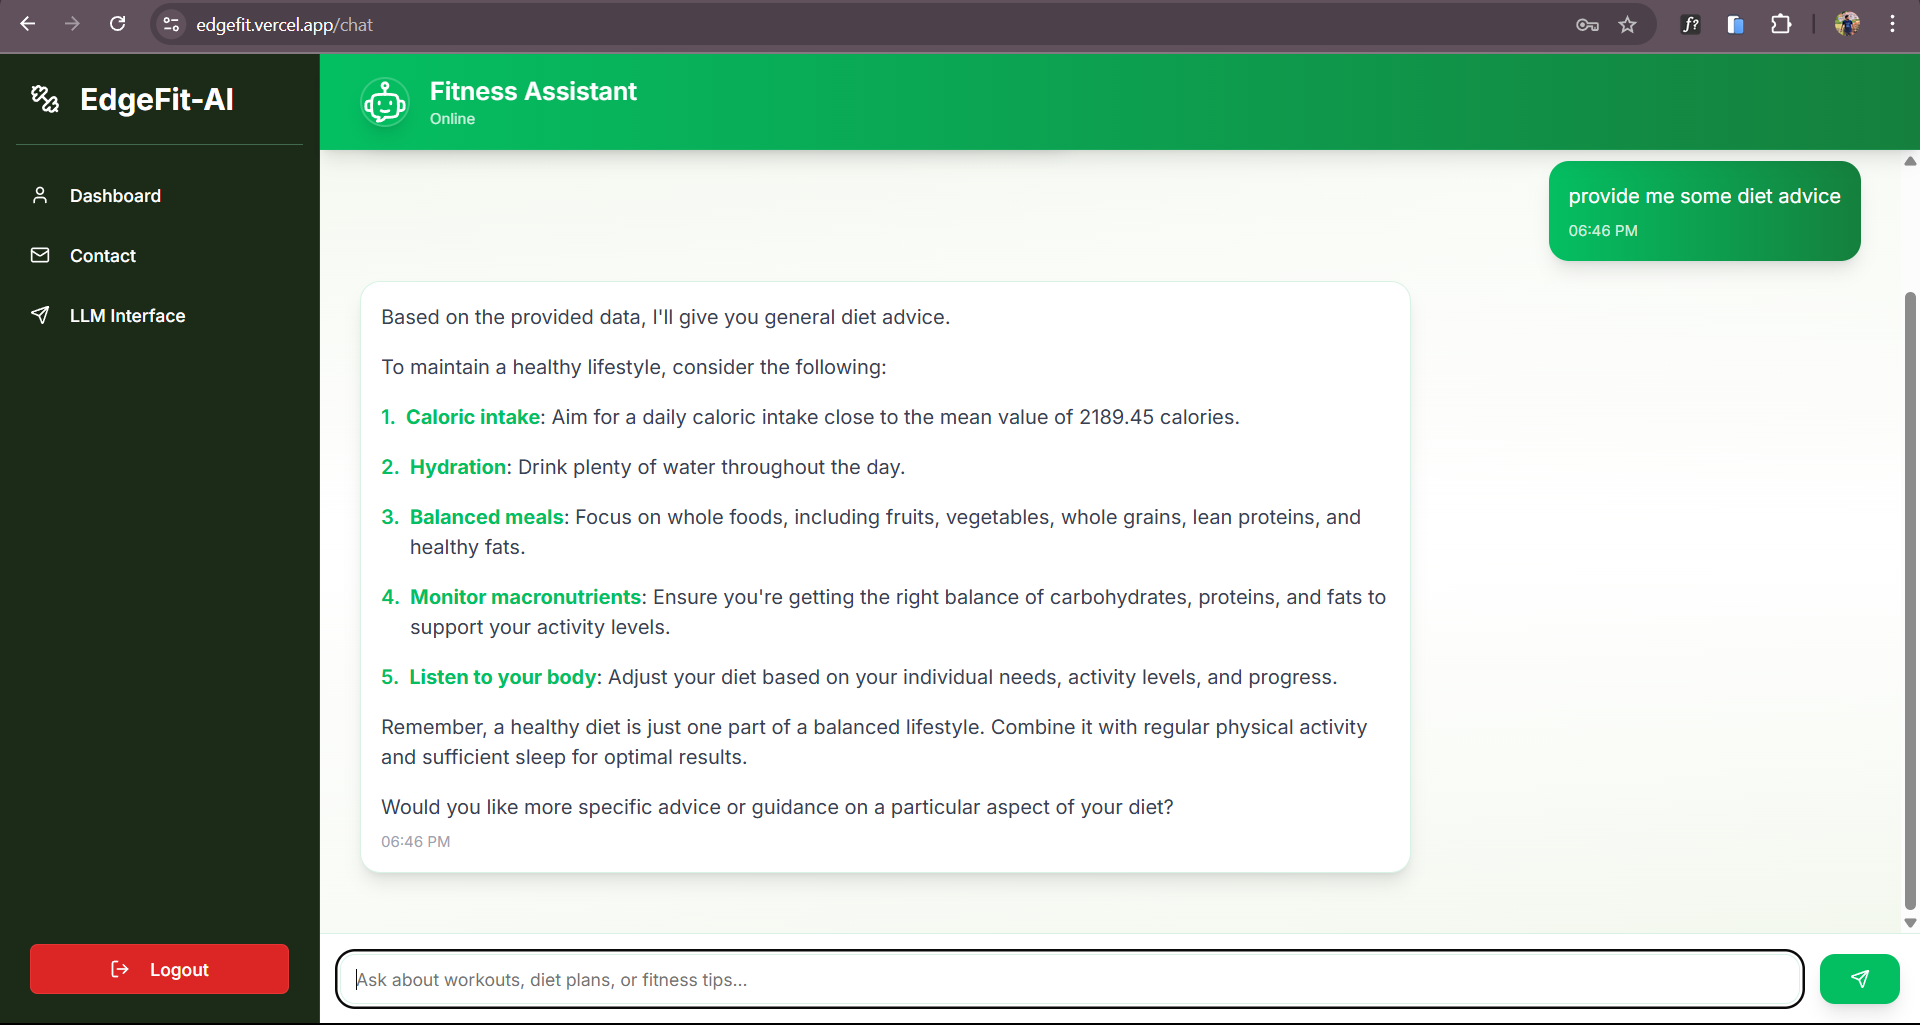 edgefit.vercel.app/chat
f?
EdgeFit-AI
Dashboard
Contact
LLM Interface
Logout
Fitness Assistant
Online
provide me some diet advice
06:46 PM
Based on the provided data, I'll give you general diet advice.
To maintain a healthy lifestyle, consider the following:
1. Caloric intake: Aim for a daily caloric intake close to the mean value of 2189.45 calories.
2. Hydration: Drink plenty of water throughout the day.
3. Balanced meals: Focus on whole foods, including fruits, vegetables, whole grains, lean proteins, and
healthy fats.
4. Monitor macronutrients: Ensure you're getting the right balance of carbohydrates, proteins, and fats to
support your activity levels.
5. Listen to your body: Adjust your diet based on your individual needs, activity levels, and progress.
Remember, a healthy diet is just one part of a balanced lifestyle. Combine it with regular physical activity
and sufficient sleep for optimal results.
Would you like more specific advice or guidance on a particular aspect of your diet?
06:46 PM
Ask about workouts, diet plans, or fitness tips...